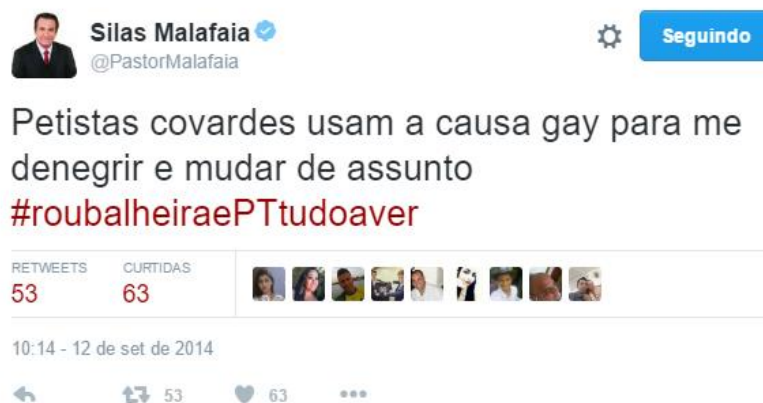 Silas Malafaia
@PastorMalafaia
Seguindo
Petistas covardes usam a causa gay para me
denegrir e mudar de assunto
#roubalheiraePTtudoaver
RETWEETS CURTIDAS
53 63
10:14 - 12 de set de 2014
53 63